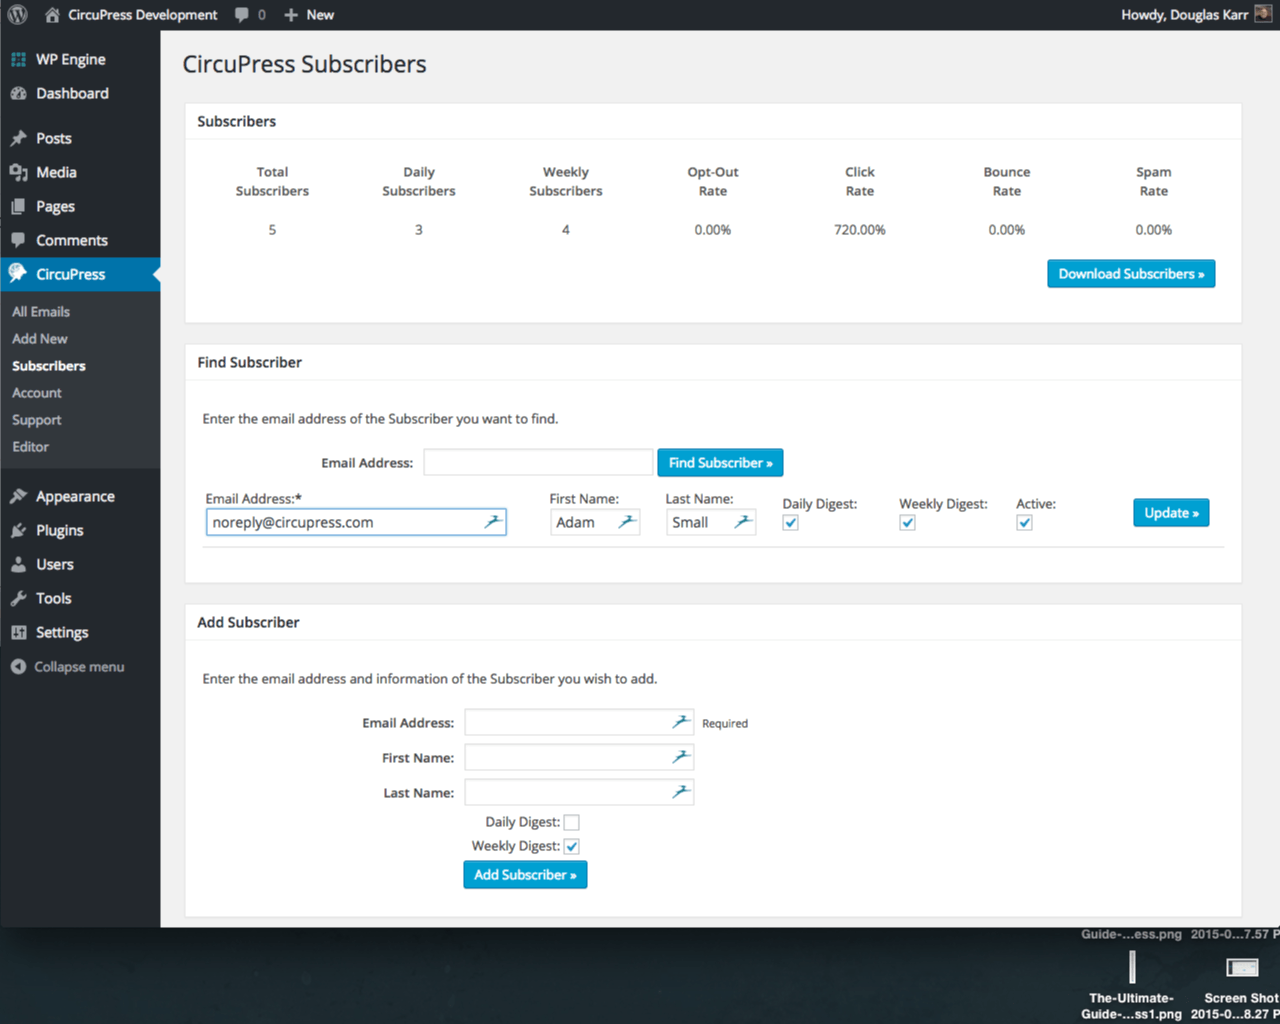 CircuPress Development 0 + New Howdy, Douglas Karr
WP Engine
Dashboard
Posts
Media
Pages
Comments
CircuPress
All Emails
Add New
Subscribers
Account
Support
Editor
Appearance
Plugins
Users
Tools
Settings
Collapse menu
CircuPress Subscribers
Subscribers
Total Subscribers
Daily Subscribers
Weekly Subscribers
Opt-Out Rate
Click Rate
Bounce Rate
Spam Rate
5 3 4 0.00% 720.00% 0.00% 0.00%
Download Subscribers »
Find Subscriber
Enter the email address of the Subscriber you want to find.
Email Address: Find Subscriber »
Email Address:* First Name: Last Name: Daily Digest: Weekly Digest: Active:
noreply@circupress.com Adam Small Update »
Add Subscriber
Enter the email address and information of the Subscriber you wish to add.
Email Address: Required
First Name:
Last Name:
Daily Digest:
Weekly Digest:
Add Subscriber »
Guide-...ess.png 2015-0...7.57 P
The-Ultimate- Screen Shot
Guide-...ss1.png 2015-0...8.27 P